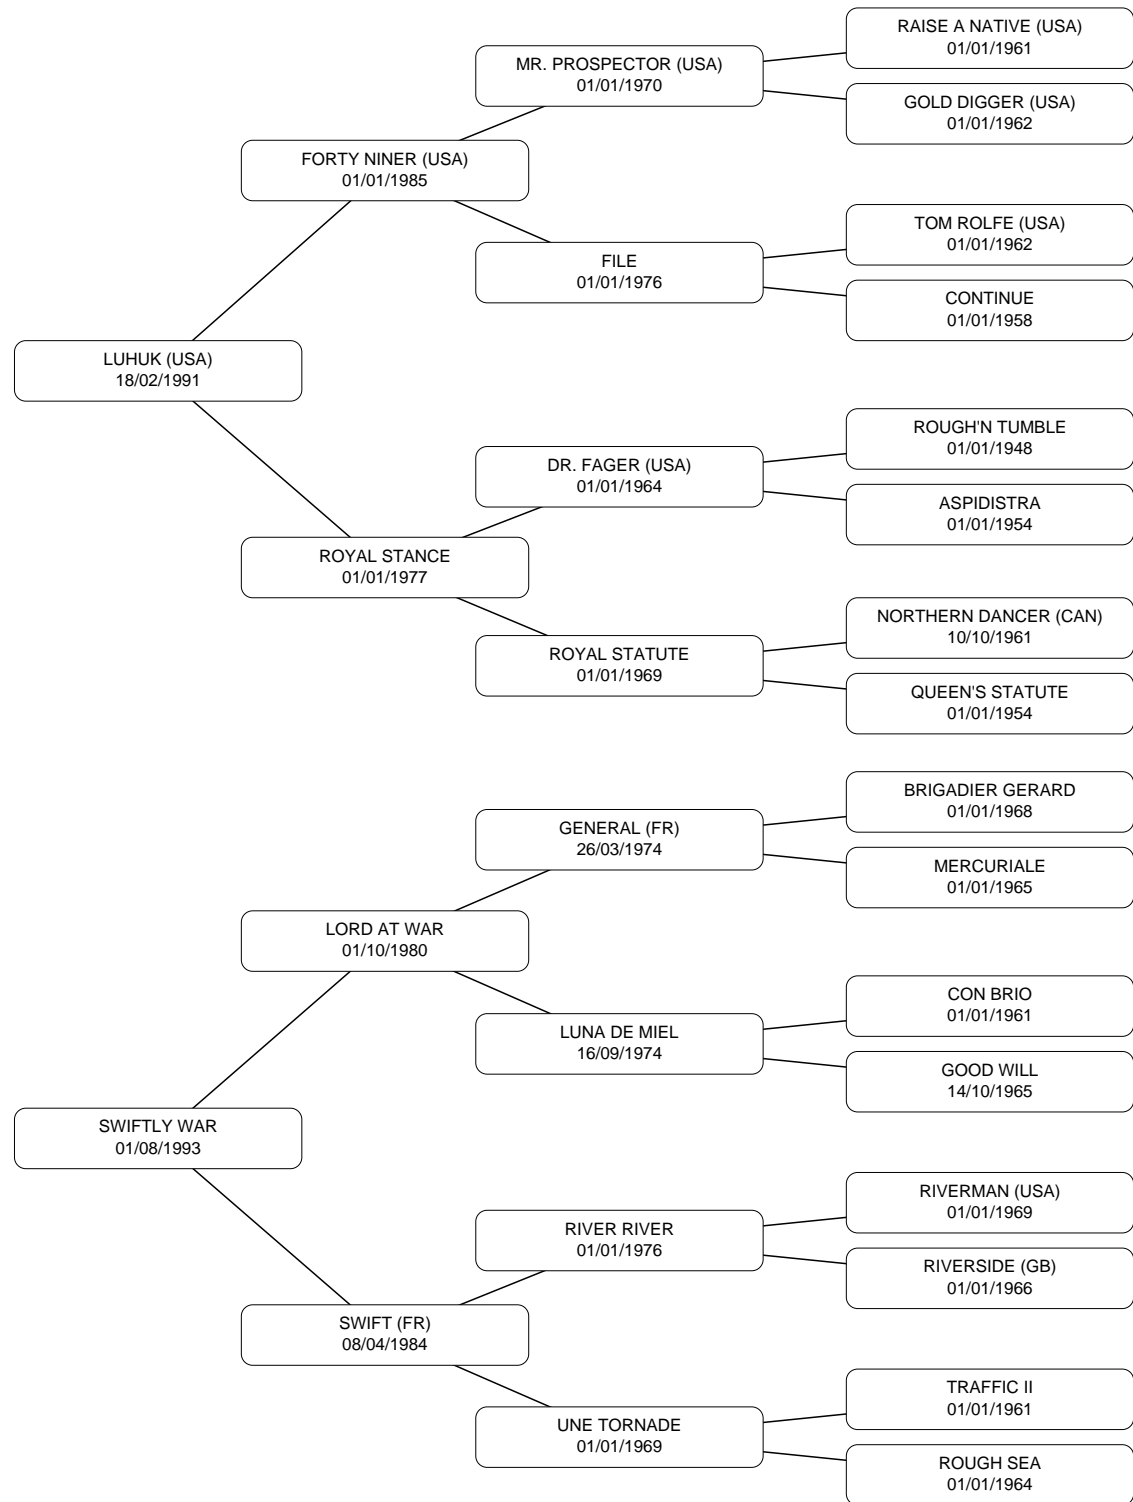 RAISE A NATIVE (USA)
01/01/1961
MR. PROSPECTOR (USA)
01/01/1970
GOLD DIGGER (USA)
01/01/1962
FORTY NINER (USA)
01/01/1985
TOM ROLFE (USA)
01/01/1962
FILE
01/01/1976
CONTINUE
01/01/1958
LUHUK (USA)
18/02/1991
ROUGH'N TUMBLE
01/01/1948
DR. FAGER (USA)
01/01/1964
ASPIDISTRA
01/01/1954
ROYAL STANCE
01/01/1977
NORTHERN DANCER (CAN)
10/10/1961
ROYAL STATUTE
01/01/1969
QUEEN'S STATUTE
01/01/1954
BRIGADIER GERARD
01/01/1968
GENERAL (FR)
26/03/1974
MERCURIALE
01/01/1965
LORD AT WAR
01/10/1980
CON BRIO
01/01/1961
LUNA DE MIEL
16/09/1974
GOOD WILL
14/10/1965
SWIFTLY WAR
01/08/1993
RIVERMAN (USA)
01/01/1969
RIVER RIVER
01/01/1976
RIVERSIDE (GB)
01/01/1966
SWIFT (FR)
08/04/1984
TRAFFIC II
01/01/1961
UNE TORNADE
01/01/1969
ROUGH SEA
01/01/1964